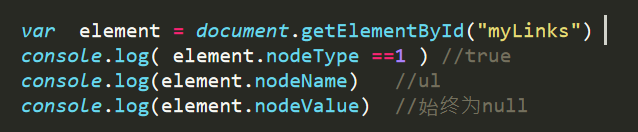 var  element = document.getElementById("myLinks")
console.log( element.nodeType ==1 ) //true
console.log(element.nodeName)   //ul
console.log(element.nodeValue)  //始终为null